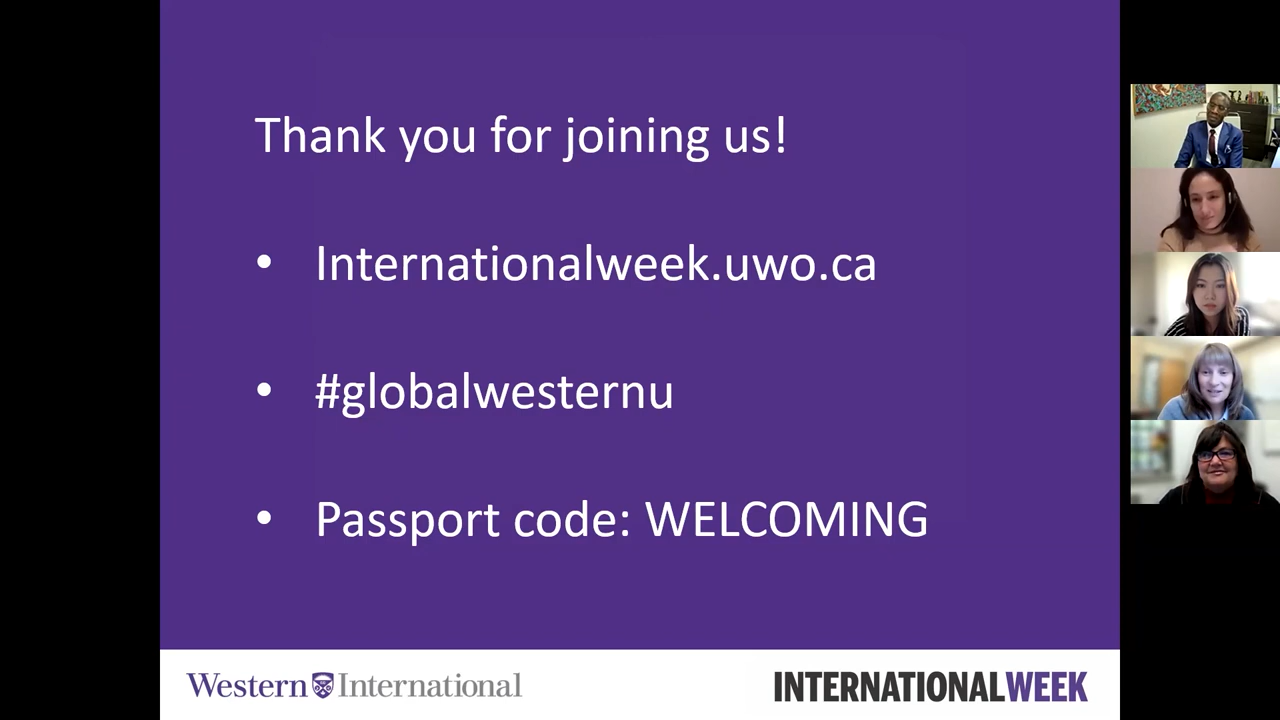 Thank you for joining us!
• Internationalweek.uwo.ca
• #globalwesternu
• Passport code: WELCOMING
Western International
INTERNATIONALWEEK